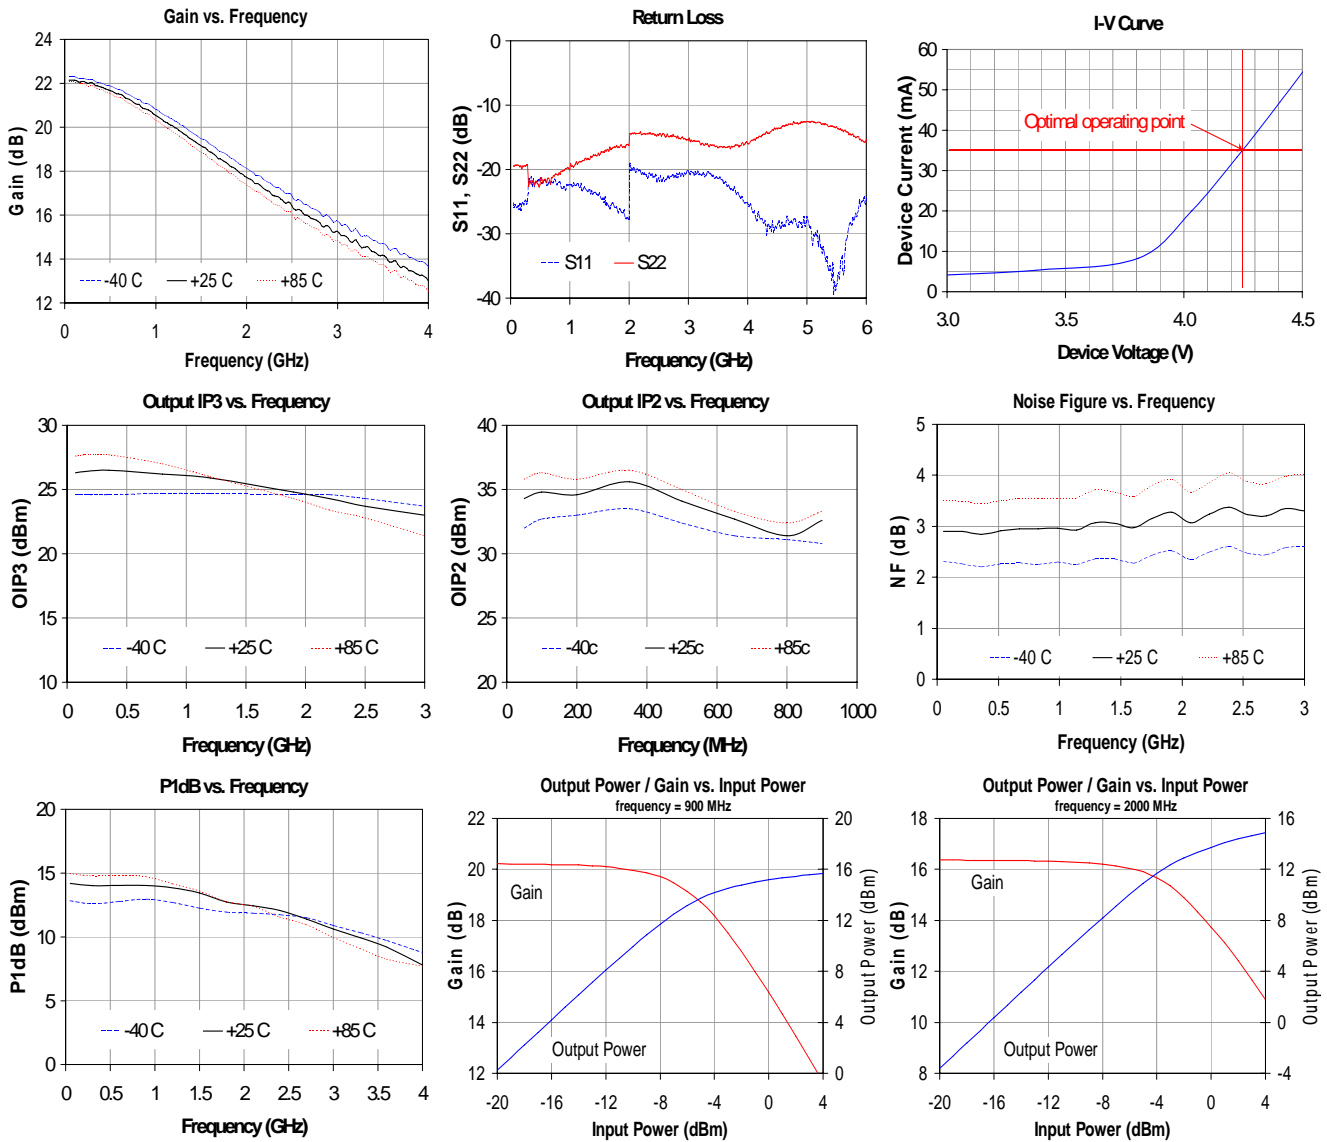 Gain vs. Frequency
24
22
20
18
16
14
12
Gain (dB)
-40 C
+25 C
+85 C
0 1 2 3 4
Frequency (GHz)
Return Loss
0
-10
-20
-30
-40
S11, S22 (dB)
S11
S22
0 1 2 3 4 5 6
Frequency (GHz)
I-V Curve
60
50
40
30
20
10
0
Device Current (mA)
Optimal operating point
3.0 3.5 4.0 4.5
Device Voltage (V)
Output IP3 vs. Frequency
30
25
20
15
10
OIP3 (dBm)
-40 C
+25 C
+85 C
0 0.5 1 1.5 2 2.5 3
Frequency (GHz)
Output IP2 vs. Frequency
40
35
30
25
20
OIP2 (dBm)
-40c
+25c
+85c
0 200 400 600 800 1000
Frequency (MHz)
Noise Figure vs. Frequency
5
4
3
2
1
0
NF (dB)
-40 C
+25 C
+85 C
0 0.5 1 1.5 2 2.5 3
Frequency (GHz)
P1dB vs. Frequency
20
15
10
5
0
P1dB (dBm)
-40 C
+25 C
+85 C
0 0.5 1 1.5 2 2.5 3 3.5 4
Frequency (GHz)
Output Power / Gain vs. Input Power
frequency = 900 MHz
22
20
18
16
14
12
Gain (dB)
Gain
Output Power
20
16
12
8
4
0
Output Power (dBm)
-20 -16 -12 -8 -4 0 4
Input Power (dBm)
Output Power / Gain vs. Input Power
frequency = 2000 MHz
18
16
14
12
10
8
Gain (dB)
Gain
Output Power
16
12
8
4
0
-4
Output Power (dBm)
-20 -16 -12 -8 -4 0 4
Input Power (dBm)